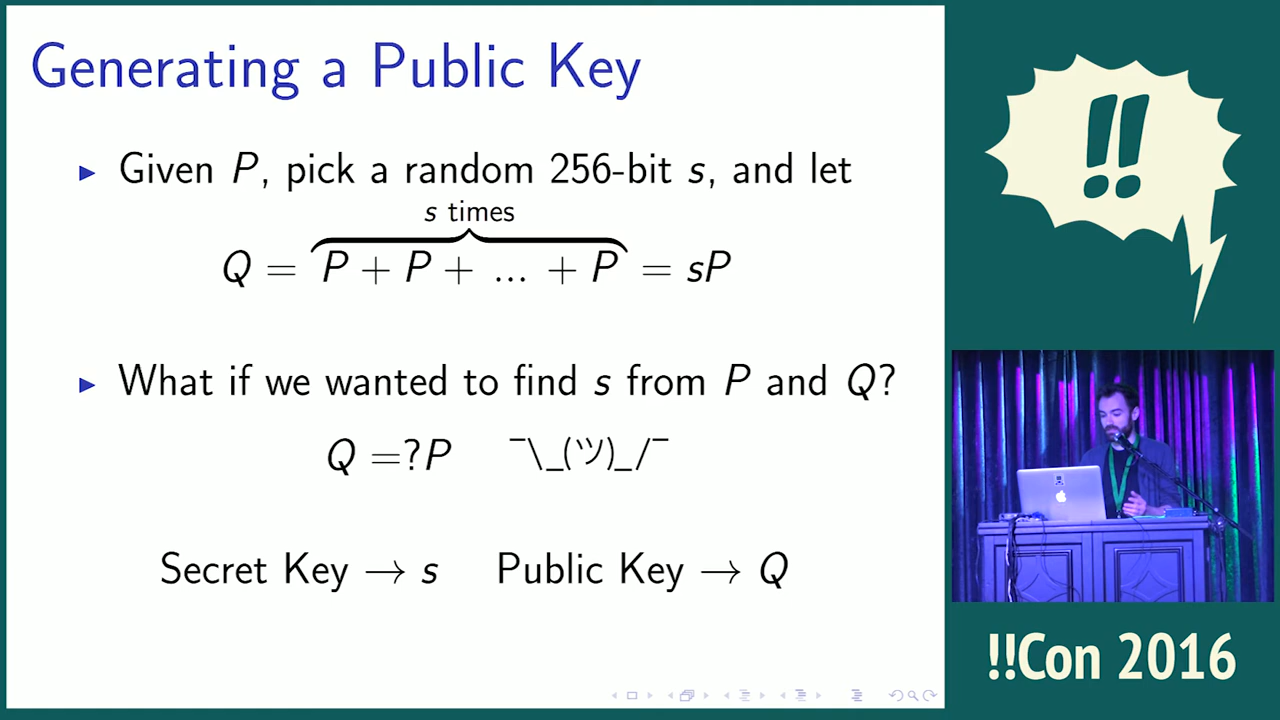 Generating a Public Key
▶ Given P, pick a random 256-bit s, and let
s times
Q = P + P + ... + P = sP
▶ What if we wanted to find s from P and Q?
Q =?P ¯\_(ツ)_/¯
Secret Key → s Public Key → Q
!!
!!Con 2016